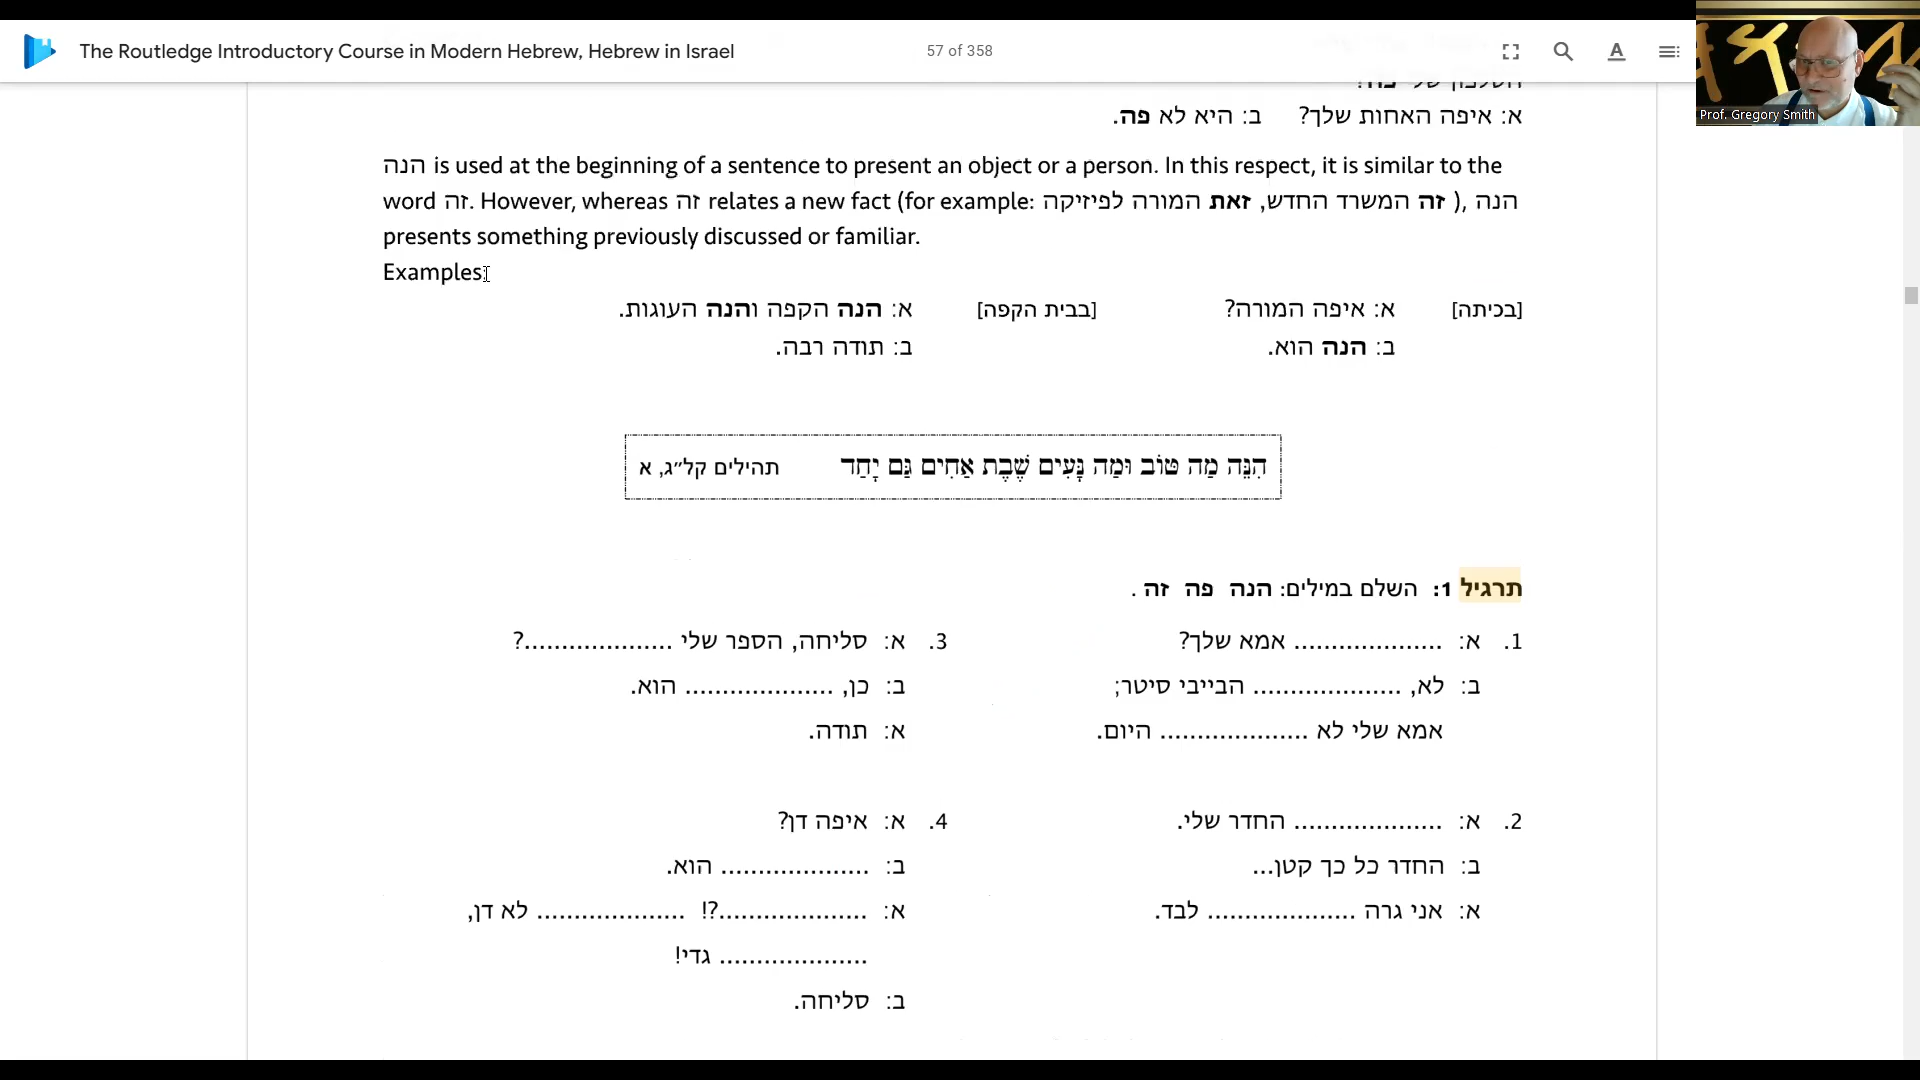 The Routledge Introductory Course in Modern Hebrew, Hebrew in Israel
57 of 358
Prof. Gregory Smith
א: איפה האחות שלך? ב: היא לא פה.
הנה is used at the beginning of a sentence to present an object or a person. In this respect, it is similar to the
word זה. However, whereas זה relates a new fact (for example: זה המשרד החדש, זאת המורה לפיזיקה), הנה
presents something previously discussed or familiar.
Examples:
[בכיתה] א: איפה המורה? [בבית הקפה] א: הנה הקפה והנה העוגות.
ב: הנה הוא. ב: תודה רבה.
הִנֵּה מַה טּוֹב וּמַה נָּעִים שֶׁבֶת אַחִים גַּם יָחַד תהילים קל״ג, א
תרגיל 1: השלם במילים: הנה פה זה .
1. א: .................... אמא שלך?
ב: לא, .................... הבייבי סיטר;
אמא שלי לא .................... היום.
2. א: .................... החדר שלי.
ב: החדר כל כך קטן...
א: אני גרה .................... לבד.
3. א: סליחה, הספר שלי ....................?
ב: כן, .................... הוא.
א: תודה.
4. א: איפה דן?
ב: .................... הוא.
א: ....................?! .................... לא דן,
.................... גדי!
ב: סליחה.